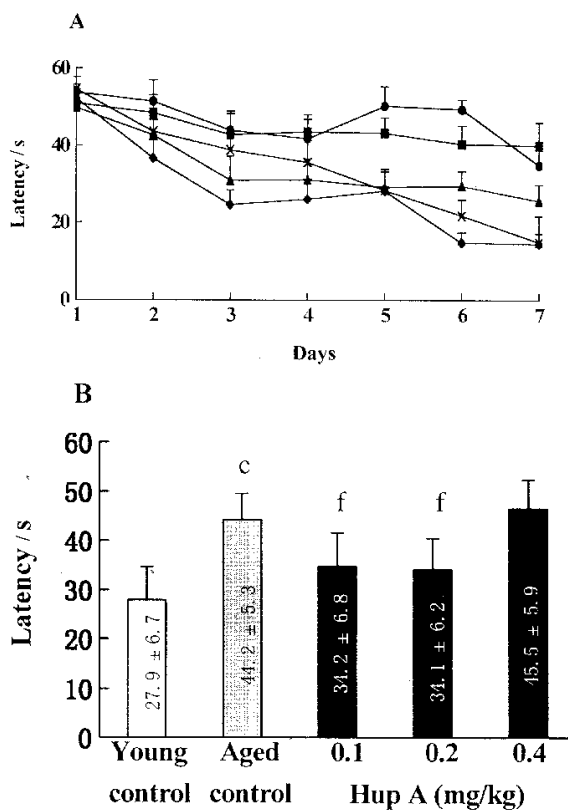 A
60
40
20
0
Latency/s
1 2 3 4 5 6 7
Days
B
60
50
40
30
20
10
0
Latency/s
c
f
f
27.9 ± 6.7
44.2 ± 5.3
34.2 ± 6.8
34.1 ± 6.2
45.5 ± 5.9
Young Aged 0.1 0.2 0.4
control control Hup A (mg/kg)